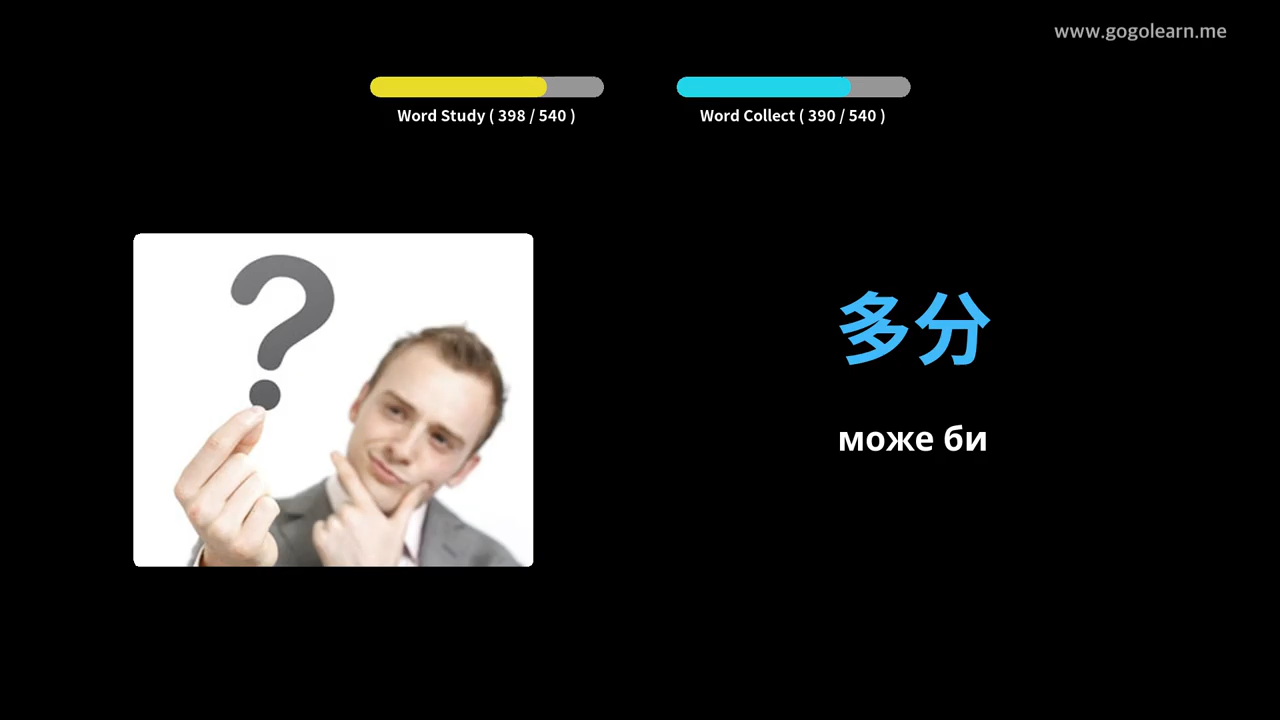 www.gogolearn.me
Word Study ( 398 / 540 )
Word Collect ( 390 / 540 )
多分
може би